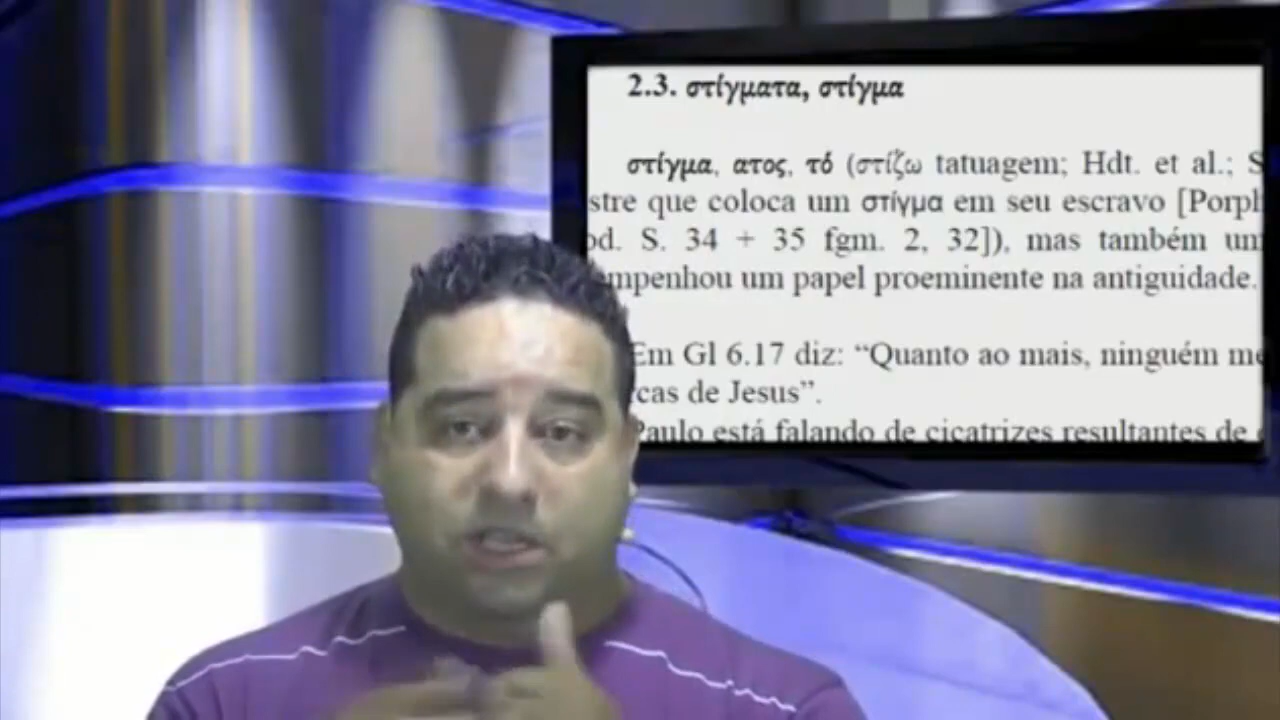 2.3. στίγματα, στίγμα
στίγμα, ατος, τό (στίζω tatuagem; Hdt. et al.; S
stre que coloca um στίγμα em seu escravo [Porph
od. S. 34 + 35 fgm. 2, 32]), mas também um
mpenhou um papel proeminente na antiguidade.
Em Gl 6.17 diz: “Quanto ao mais, ninguém me
rcas de Jesus”.
Paulo está falando de cicatrizes resultantes de